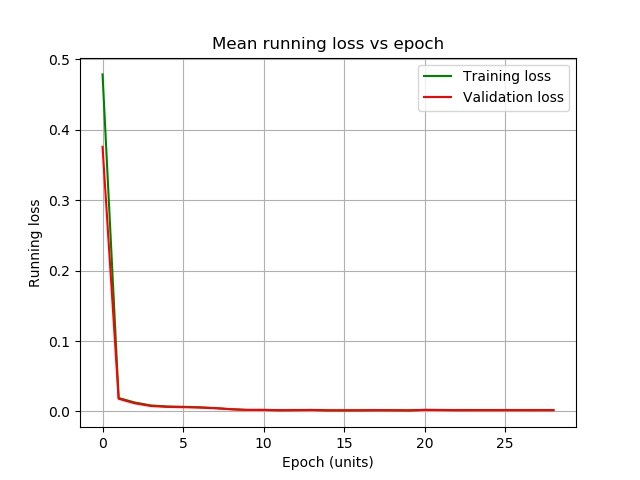 Mean running loss vs epoch
Training loss
Validation loss
0.5
0.4
0.3
0.2
0.1
0.0
Running loss
0 5 10 15 20 25
Epoch (units)